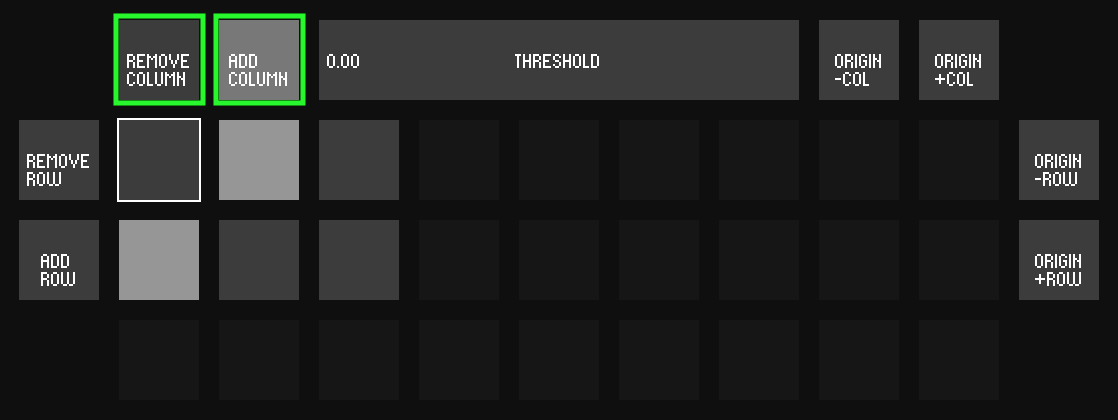 REMOVE
COLUMN
ADD
COLUMN
0.00
THRESHOLD
ORIGIN
-COL
ORIGIN
+COL
REMOVE
ROW
ORIGIN
-ROW
ADD
ROW
ORIGIN
+ROW